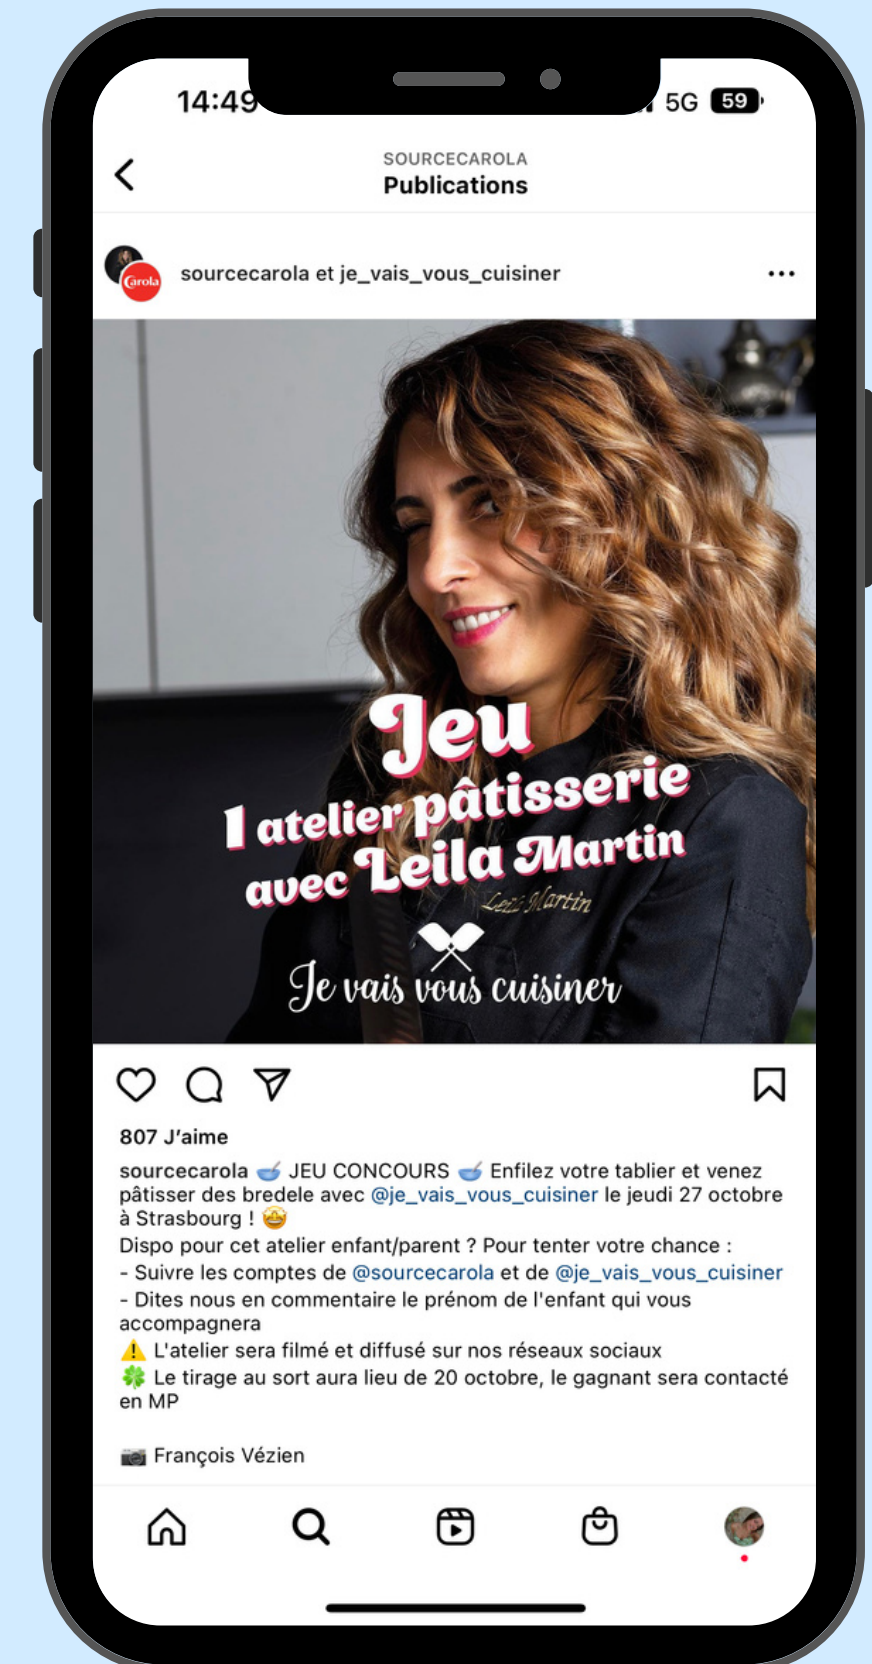 14:49
5G 59
SOURCECAROLA
Publications
Carola
sourcecarola et je_vais_vous_cuisiner
Jeu
1 atelier pâtisserie
avec Leila Martin
Leila Martin
Je vais vous cuisiner
807 J'aime
sourcecarola 🥣 JEU CONCOURS 🥣 Enfilez votre tablier et venez
pâtisser des bredele avec @je_vais_vous_cuisiner le jeudi 27 octobre
à Strasbourg ! 🤩
Dispo pour cet atelier enfant/parent ? Pour tenter votre chance :
- Suivre les comptes de @sourcecarola et de @je_vais_vous_cuisiner
- Dites nous en commentaire le prénom de l'enfant qui vous
accompagnera
⚠️ L'atelier sera filmé et diffusé sur nos réseaux sociaux
🍀 Le tirage au sort aura lieu de 20 octobre, le gagnant sera contacté
en MP
📷 François Vézien